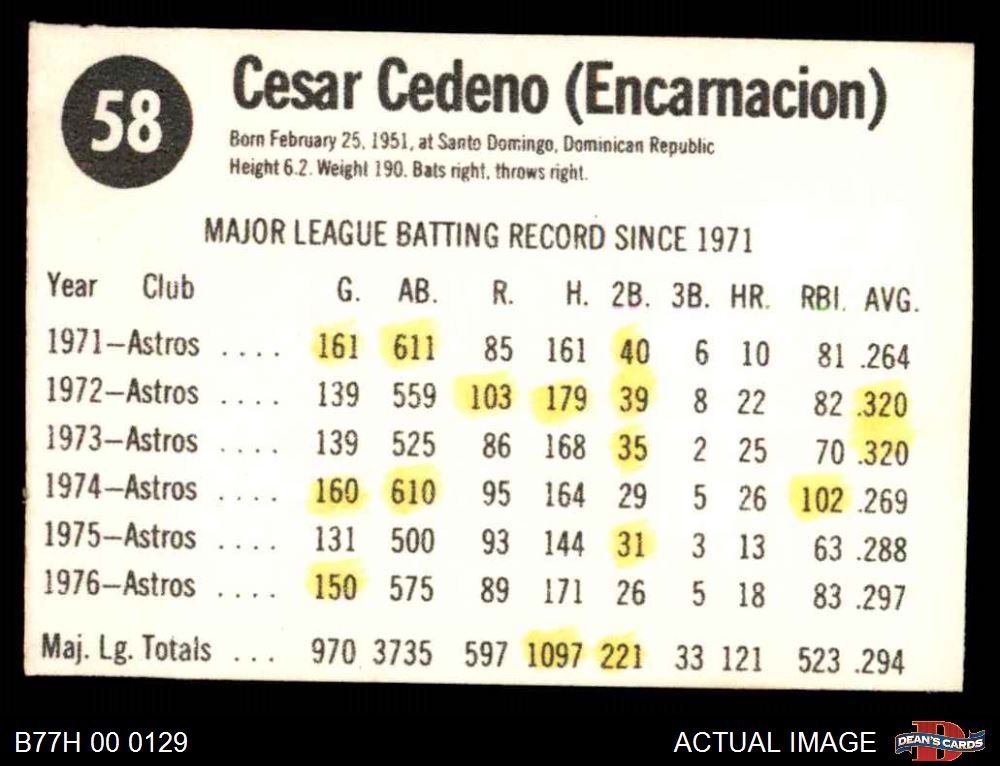 58
Cesar Cedeno (Encarnacion)
Born February 25, 1951, at Santo Domingo, Dominican Republic
Height 6.2. Weight 190. Bats right, throws right.
MAJOR LEAGUE BATTING RECORD SINCE 1971
Year Club G. AB. R. H. 2B. 3B. HR. RBI. AVG.
1971—Astros .... 161 611 85 161 40 6 10 81 .264
1972—Astros .... 139 559 103 179 39 8 22 82 .320
1973—Astros .... 139 525 86 168 35 2 25 70 .320
1974—Astros .... 160 610 95 164 29 5 26 102 .269
1975—Astros .... 131 500 93 144 31 3 13 63 .288
1976—Astros .... 150 575 89 171 26 5 18 83 .297
Maj. Lg. Totals ... 970 3735 597 1097 221 33 121 523 .294
B77H 00 0129
ACTUAL IMAGE
DEAN'S CARDS